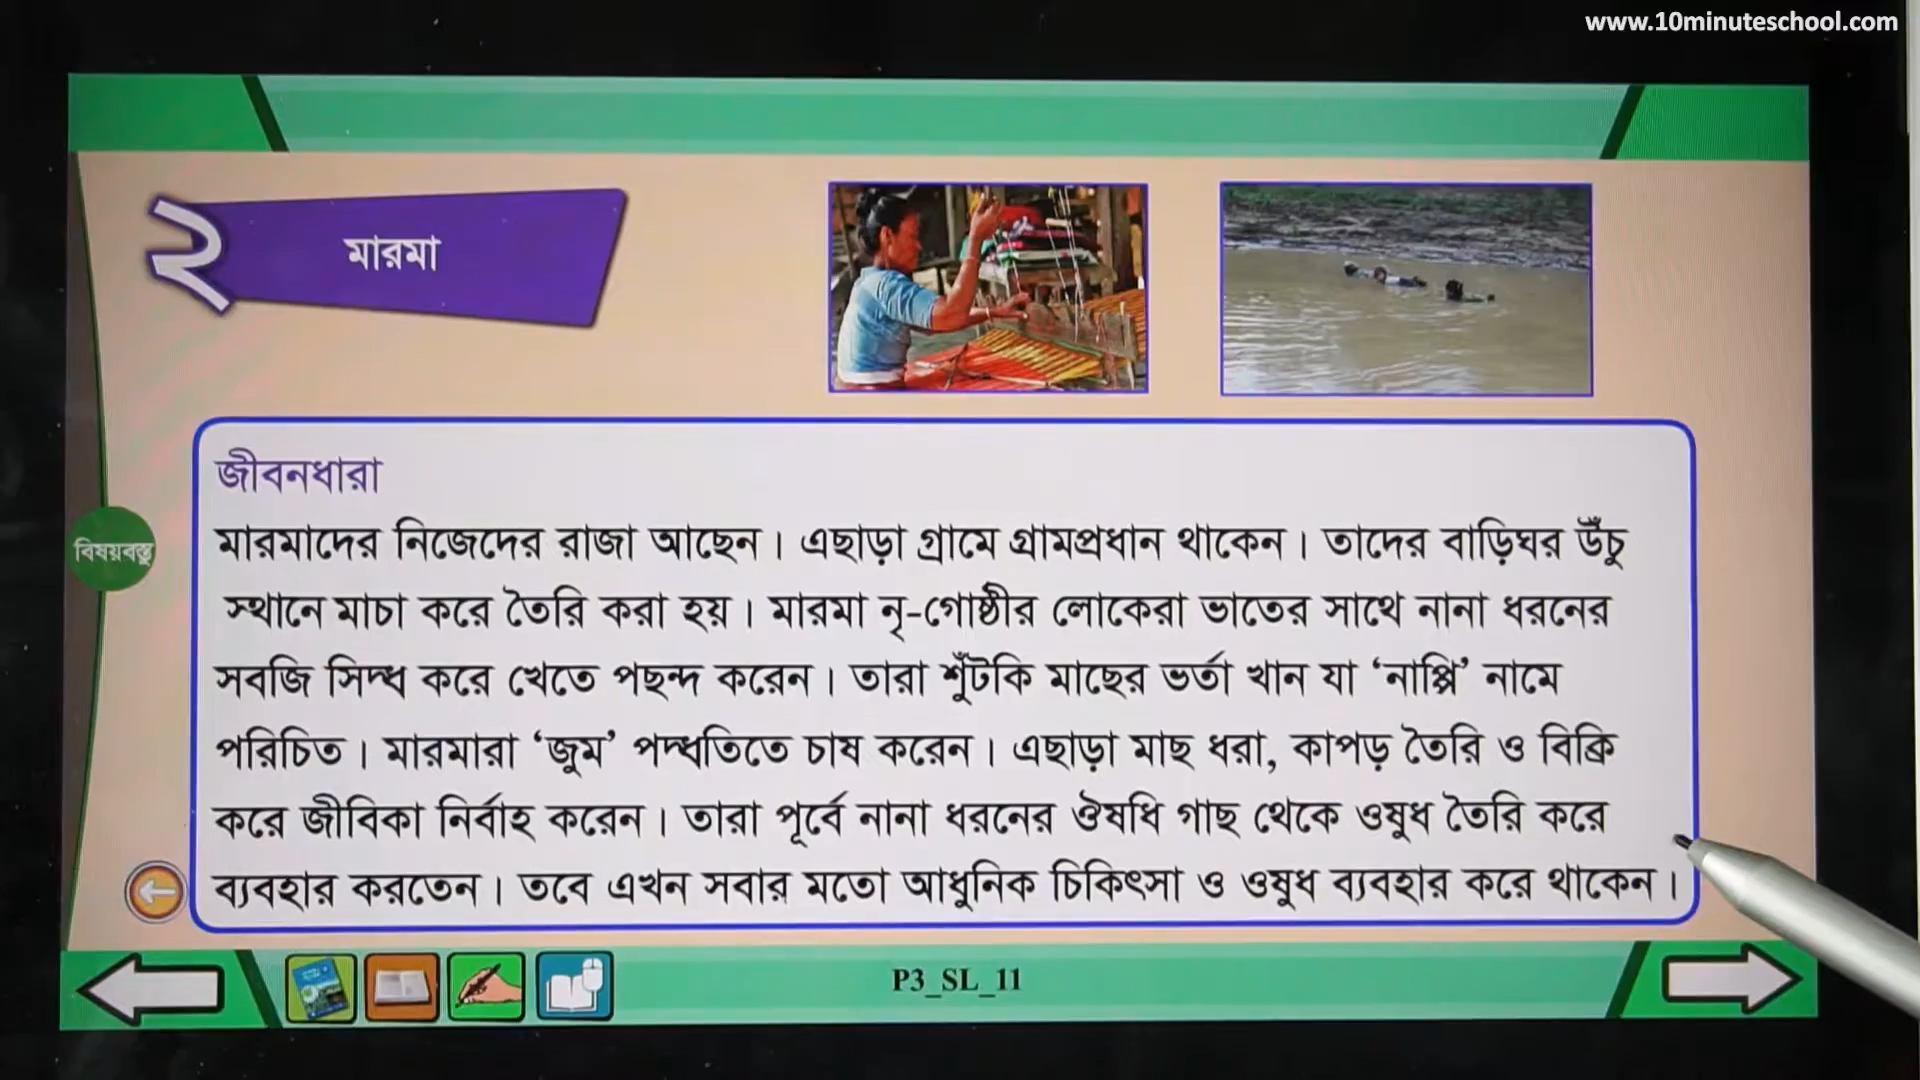 www.10minuteschool.com
২
মারমা
জীবনধারা
মারমাদের নিজেদের রাজা আছেন। এছাড়া গ্রামে গ্রামপ্রধান থাকেন। তাদের বাড়িঘর উঁচু
স্থানে মাচা করে তৈরি করা হয়। মারমা নৃ-গোষ্ঠীর লোকেরা ভাতের সাথে নানা ধরনের
সবজি সিদ্ধ করে খেতে পছন্দ করেন। তারা শুঁটকি মাছের ভর্তা খান যা ‘নাপ্পি’ নামে
পরিচিত। মারমারা ‘জুম’ পদ্ধতিতে চাষ করেন। এছাড়া মাছ ধরা, কাপড় তৈরি ও বিক্রি
করে জীবিকা নির্বাহ করেন। তারা পূর্বে নানা ধরনের ঔষধি গাছ থেকে ওষুধ তৈরি করে
ব্যবহার করতেন। তবে এখন সবার মতো আধুনিক চিকিৎসা ও ওষুধ ব্যবহার করে থাকেন।
বিষয়বস্তু
P3_SL_11